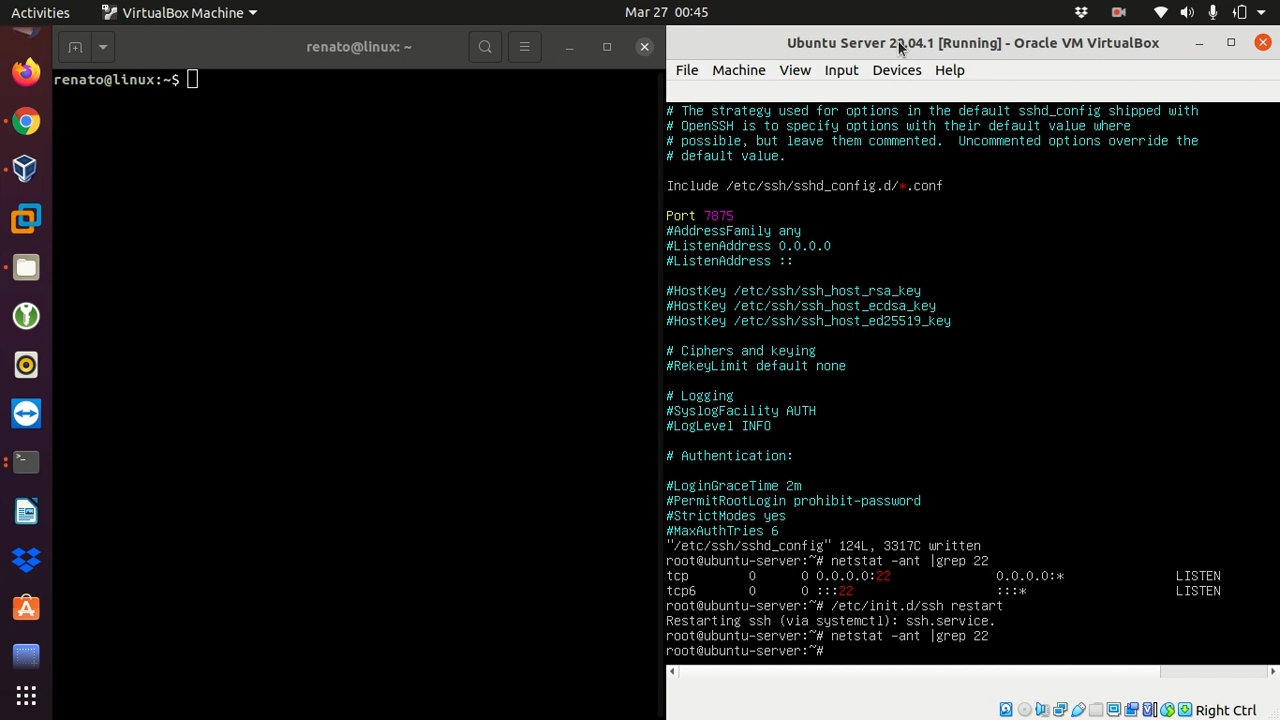 Activities VirtualBox Machine Mar 27 00:45
renato@linux: ~
renato@linux:~$
Ubuntu Server 20.04.1 [Running] - Oracle VM VirtualBox
File Machine View Input Devices Help
# The strategy used for options in the default sshd_config shipped with
# OpenSSH is to specify options with their default value where
# possible, but leave them commented.  Uncommented options override the
# default value.
Include /etc/ssh/sshd_config.d/*.conf
Port 7875
#AddressFamily any
#ListenAddress 0.0.0.0
#ListenAddress ::
#HostKey /etc/ssh/ssh_host_rsa_key
#HostKey /etc/ssh/ssh_host_ecdsa_key
#HostKey /etc/ssh/ssh_host_ed25519_key
# Ciphers and keying
#RekeyLimit default none
# Logging
#SyslogFacility AUTH
#LogLevel INFO
# Authentication:
#LoginGraceTime 2m
#PermitRootLogin prohibit-password
#StrictModes yes
#MaxAuthTries 6
"/etc/ssh/sshd_config" 124L, 3317C written
root@ubuntu-server:~# netstat -ant |grep 22
tcp        0      0 0.0.0.0:22              0.0.0.0:*               LISTEN
tcp6       0      0 :::22                   :::*                    LISTEN
root@ubuntu-server:~# /etc/init.d/ssh restart
Restarting ssh (via systemctl): ssh.service.
root@ubuntu-server:~# netstat -ant |grep 22
root@ubuntu-server:~#
Right Ctrl